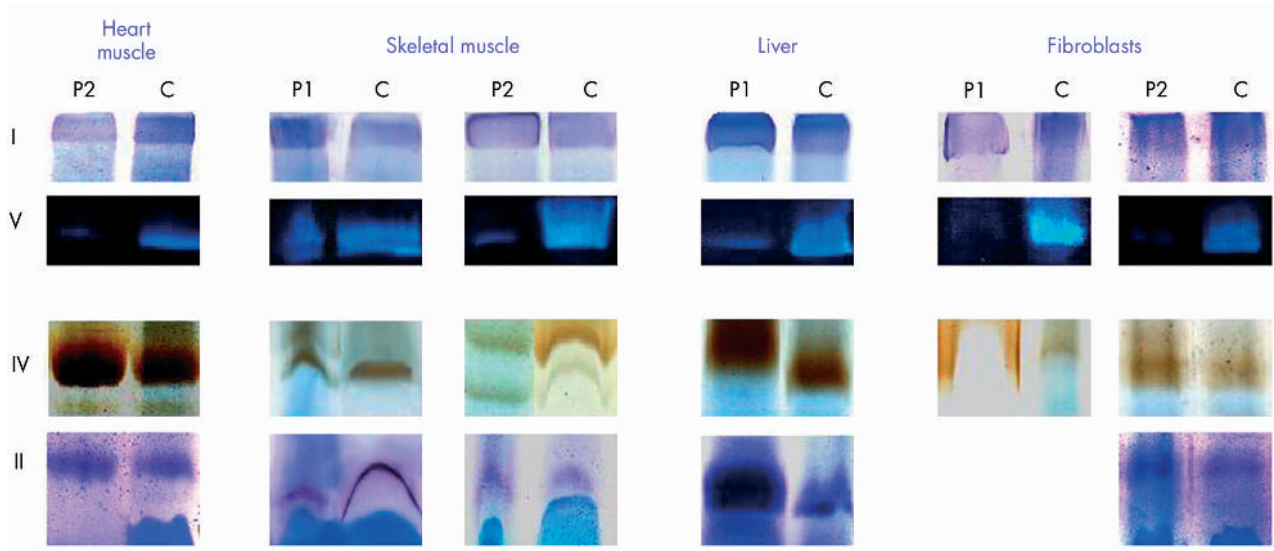 Heart
muscle
Skeletal muscle
Liver
Fibroblasts
P2 C P1 C P2 C P1 C P1 C P2 C
I
V
IV
II